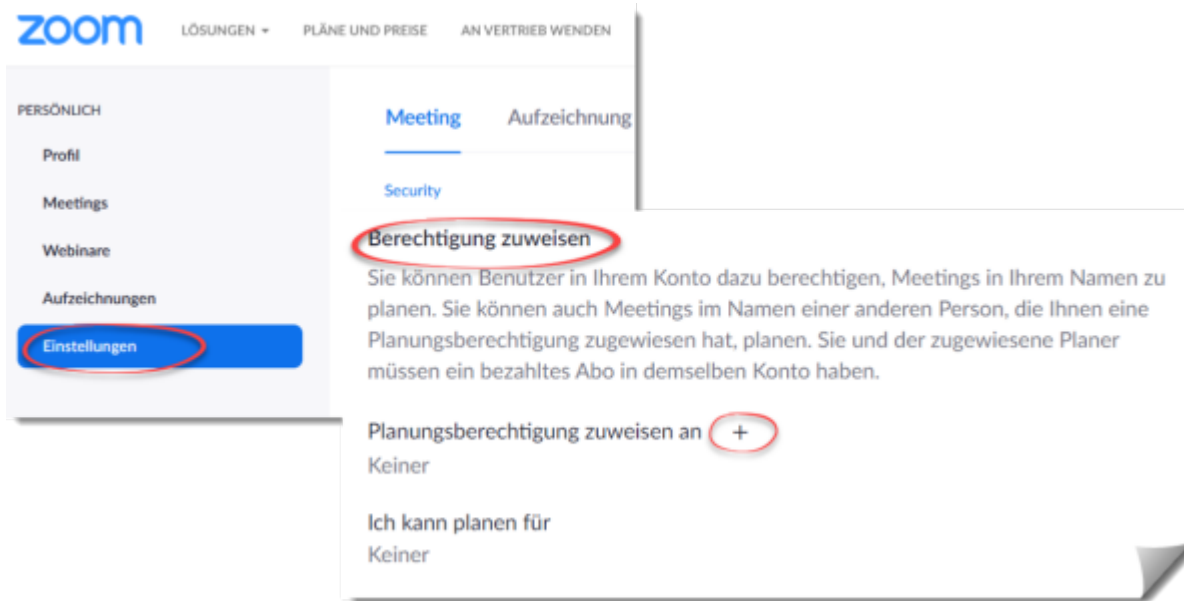 zoom LÖSUNGEN PLÄNE UND PREISE AN VERTRIEB WENDEN
PERSÖNLICH
Profil
Meetings
Webinare
Aufzeichnungen
Einstellungen
Meeting Aufzeichnung
Security
Berechtigung zuweisen
Sie können Benutzer in Ihrem Konto dazu berechtigen, Meetings in Ihrem Namen zu
planen. Sie können auch Meetings im Namen einer anderen Person, die Ihnen eine
Planungsberechtigung zugewiesen hat, planen. Sie und der zugewiesene Planer
müssen ein bezahltes Abo in demselben Konto haben.
Planungsberechtigung zuweisen an +
Keiner
Ich kann planen für
Keiner